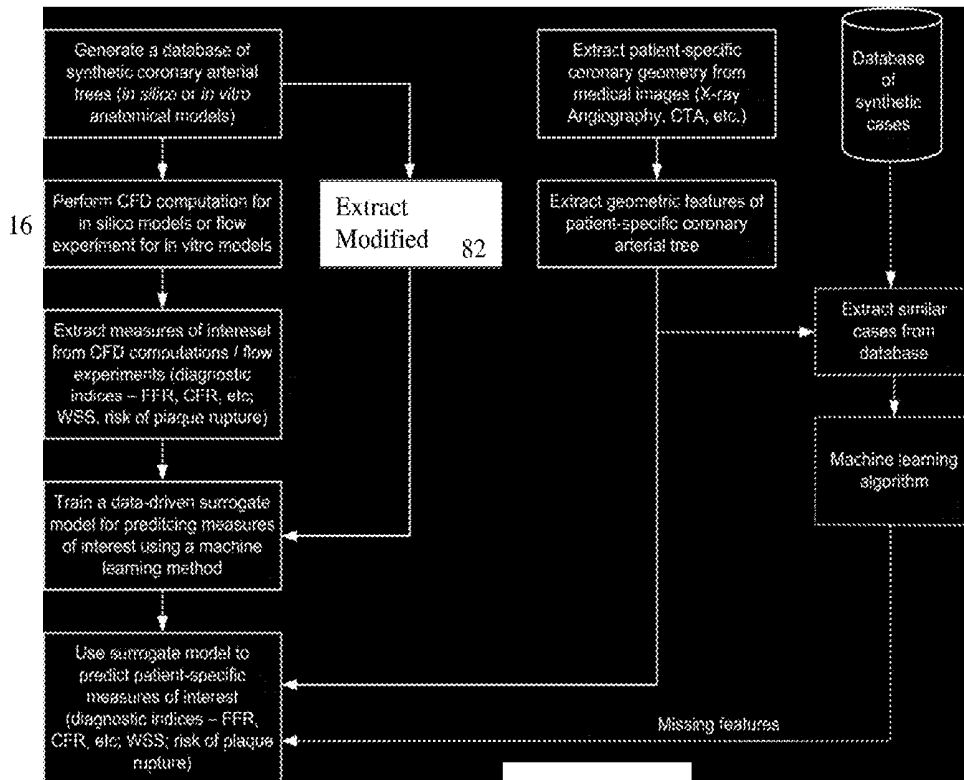 Generate a database of
synthetic coronary arterial
trees (in silico or in vitro
anatomical models)
Extract patient-specific
coronary geometry from
medical images (X-ray
Angiography, CTA, etc.)
Database
of
synthetic
cases
16
Perform CFD computation for
in silico models or flow
experiment for in vitro models
Extract
Modified
82
Extract geometric features of
patient-specific coronary
arterial tree
Extract measures of interesel
from CFD computations / flow
experiments (diagnostic
indices – FFR, CFR, etc;
WSS, risk of plaque rupture)
Extract similar
cases from
database
Machine learning
algorithm
Train a data-driven surrogate
model for preditcing measures
of interest using a machine
learning method
Use surrogate model to
predict patient-specific
measures of interest
(diagnostic indices – FFR,
CFR, etc; WSS; risk of plaque
rupture)
Missing features